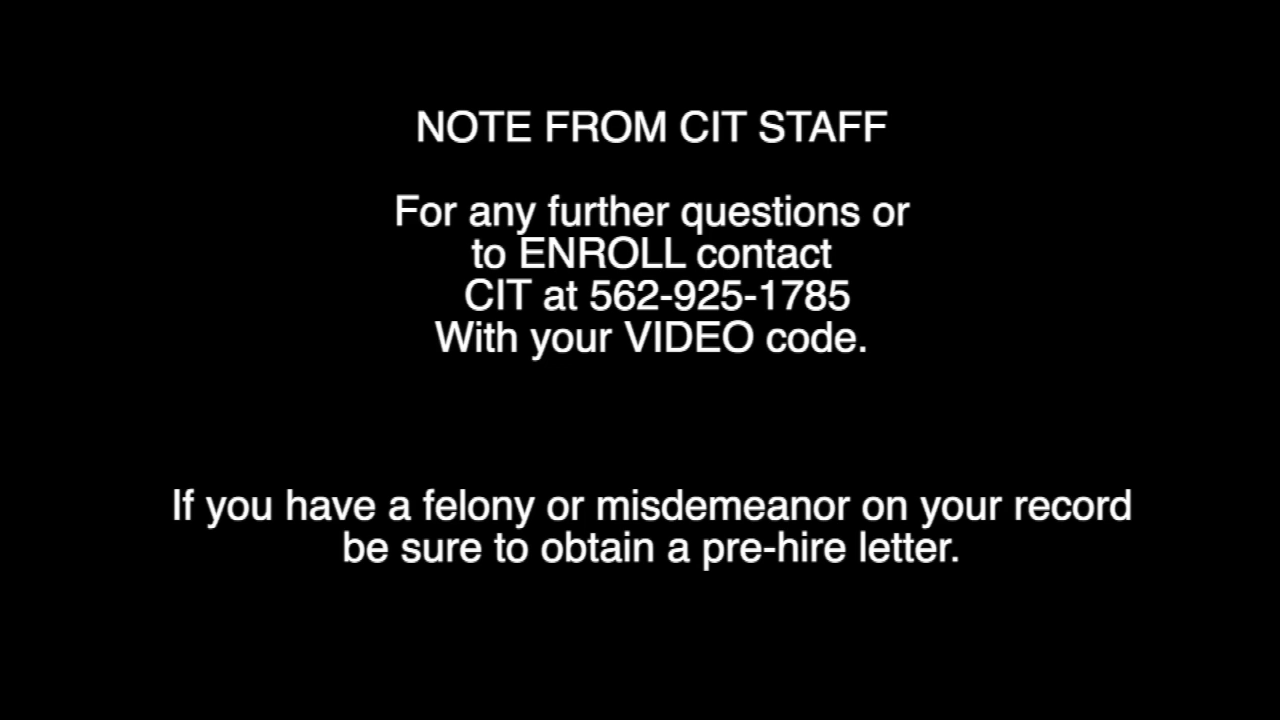 NOTE FROM CIT STAFF
For any further questions or
to ENROLL contact
CIT at 562-925-1785
With your VIDEO code.
If you have a felony or misdemeanor on your record
be sure to obtain a pre-hire letter.